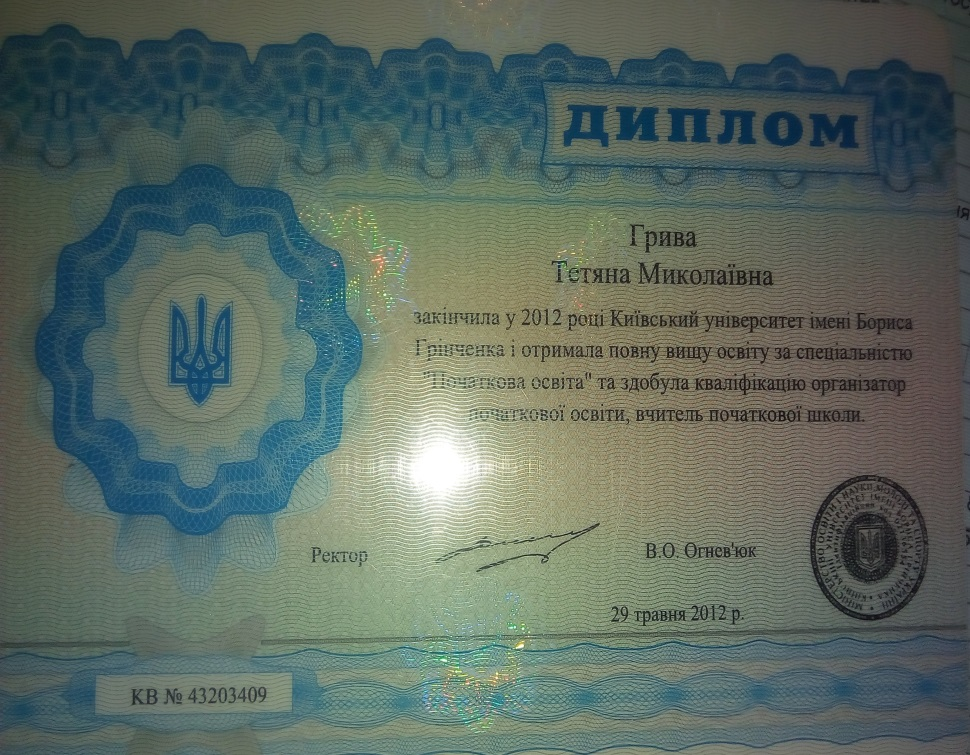 ДИПЛОМ
Грива
Тетяна Миколаївна
закінчила у 2012 році Київський університет імені Бориса
Грінченка і отримала повну вищу освіту за спеціальністю
"Початкова освіта" та здобула кваліфікацію організатор
початкової освіти, вчитель початкової школи.
Ректор
В.О. Огнев'юк
29 травня 2012 р.
КВ № 43203409